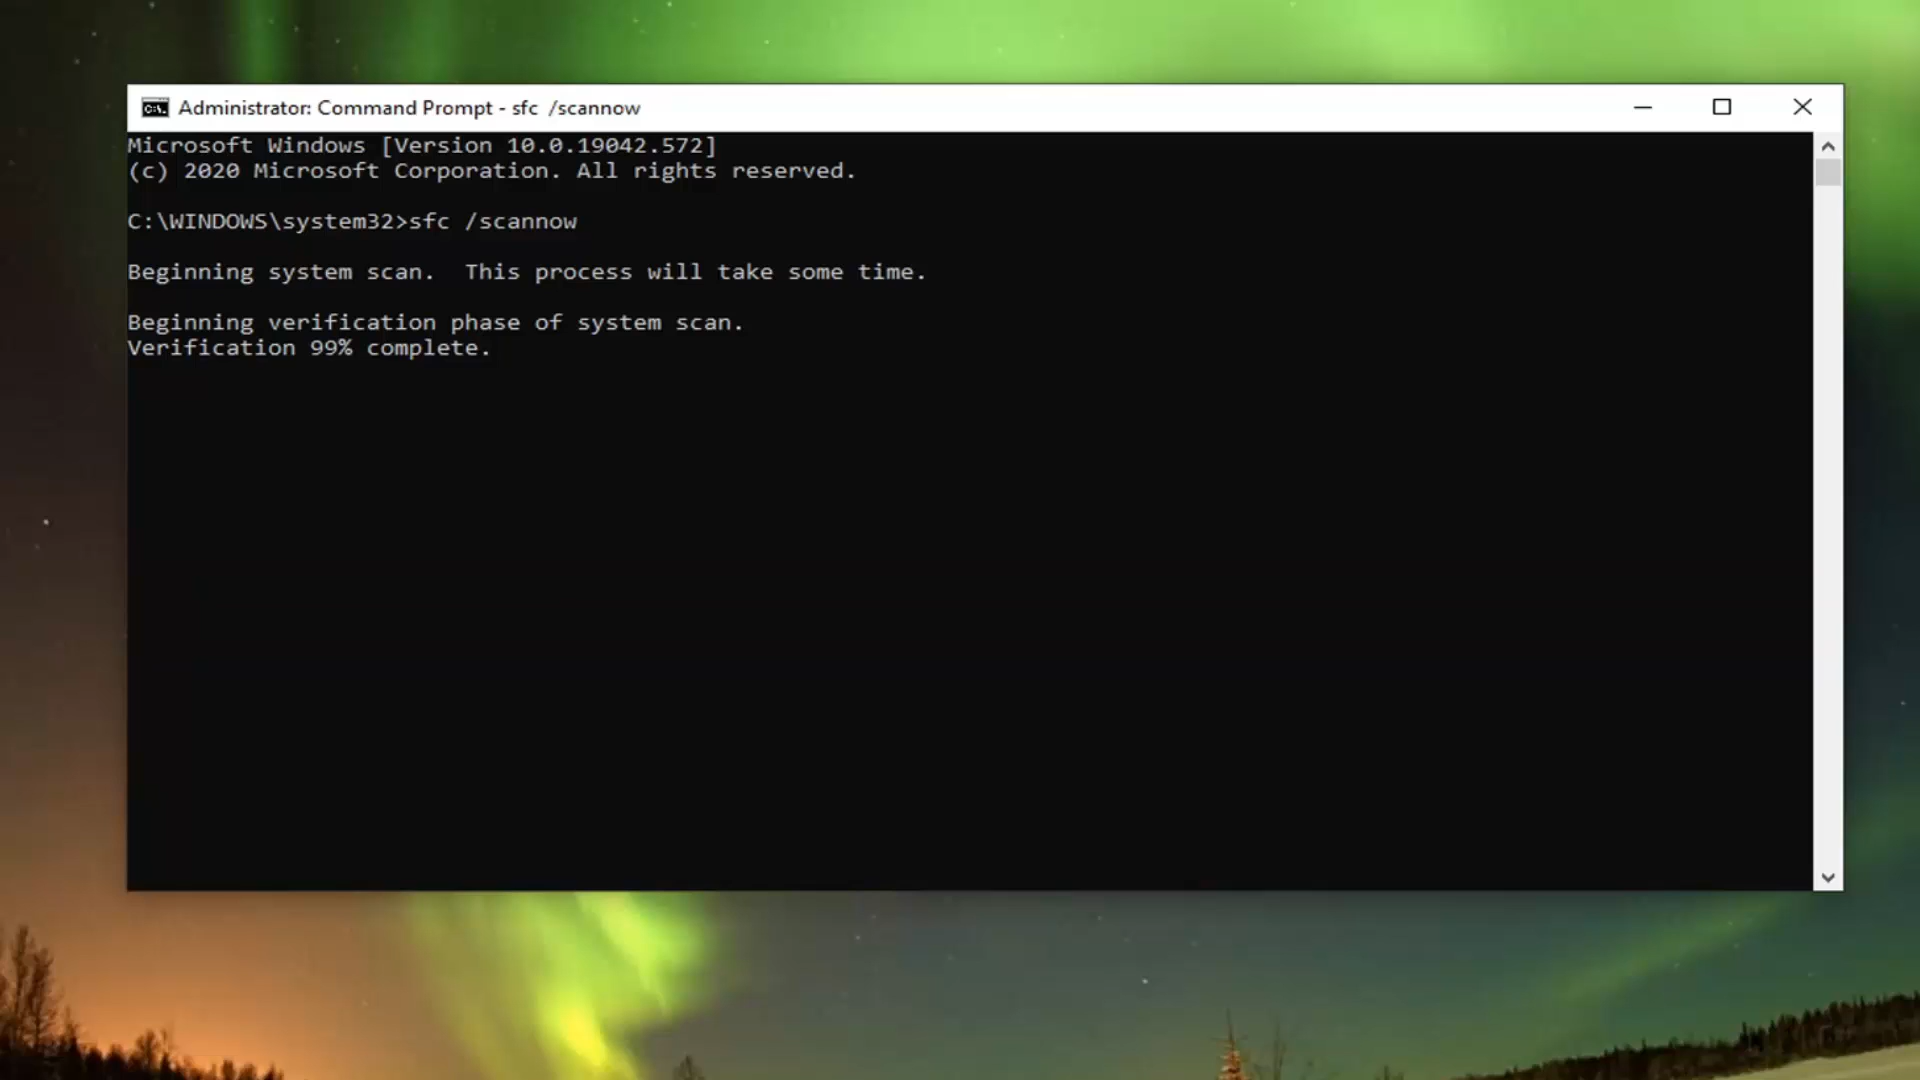 Administrator: Command Prompt - sfc  /scannow
Microsoft Windows [Version 10.0.19042.572]
(c) 2020 Microsoft Corporation. All rights reserved.
C:\WINDOWS\system32>sfc /scannow
Beginning system scan.  This process will take some time.
Beginning verification phase of system scan.
Verification 99% complete.